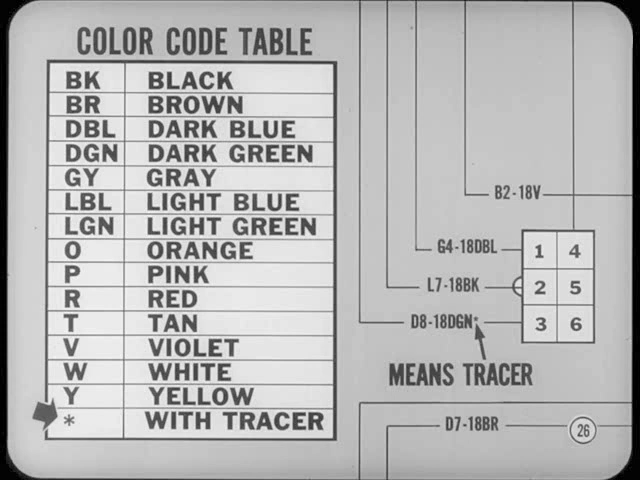 COLOR CODE TABLE
BK BLACK
BR BROWN
DBL DARK BLUE
DGN DARK GREEN
GY GRAY
LBL LIGHT BLUE
LGN LIGHT GREEN
O ORANGE
P PINK
R RED
T TAN
V VIOLET
W WHITE
Y YELLOW
* WITH TRACER
B2-18V
G4-18DBL
1 4
L7-18BK
2 5
D8-18DGN*
3 6
MEANS TRACER
D7-18BR
26